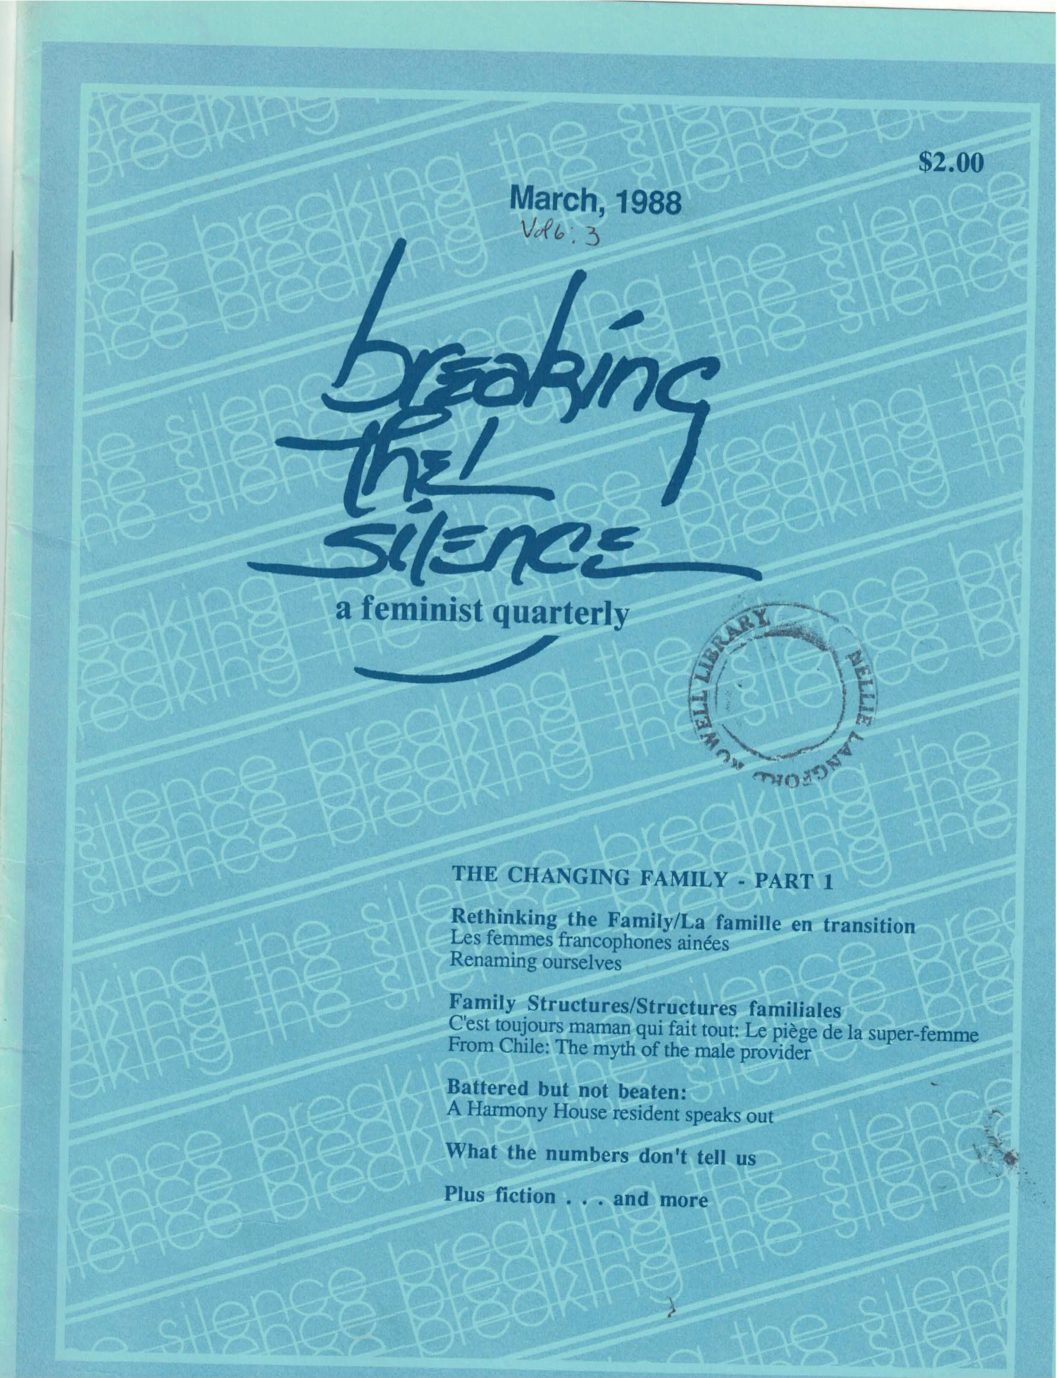 $2.00
March, 1988
Vol 6: 3
breaking
the
silence
a feminist quarterly
NELLIE LANGFORD ROWELL LIBRARY
THE CHANGING FAMILY - PART 1
Rethinking the Family/La famille en transition
Les femmes francophones ainées
Renaming ourselves
Family Structures/Structures familiales
C'est toujours maman qui fait tout: Le piège de la super-femme
From Chile: The myth of the male provider
Battered but not beaten:
A Harmony House resident speaks out
What the numbers don't tell us
Plus fiction . . . and more